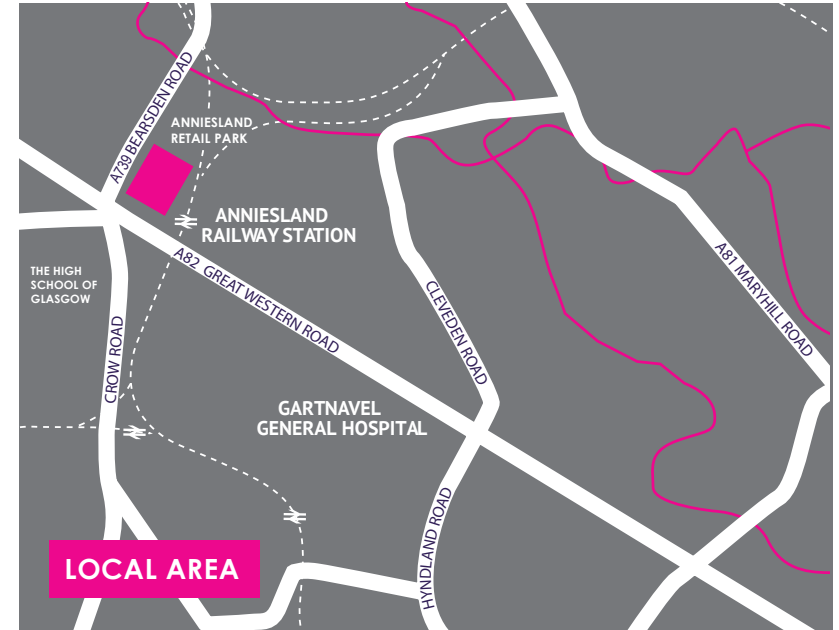 A739 BEARSDEN ROAD
ANNIESLAND
RETAIL PARK
ANNIESLAND
RAILWAY STATION
A82 GREAT WESTERN ROAD
THE HIGH
SCHOOL OF
GLASGOW
CROW ROAD
CLEVEDEN ROAD
A81 MARYHILL ROAD
GARTNAVEL
GENERAL HOSPITAL
HYNDLAND ROAD
LOCAL AREA